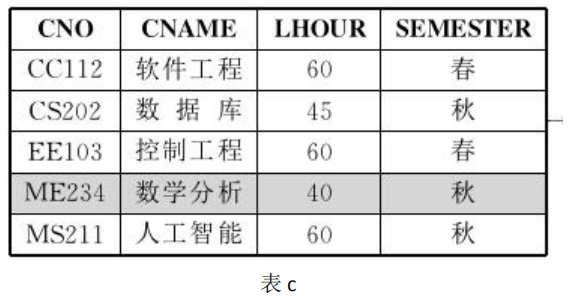 CNO CNAME LHOUR SEMESTER
CC112 软件工程 60 春
CS202 数据库 45 秋
EE103 控制工程 60 春
ME234 数学分析 40 秋
MS211 人工智能 60 秋
表 c